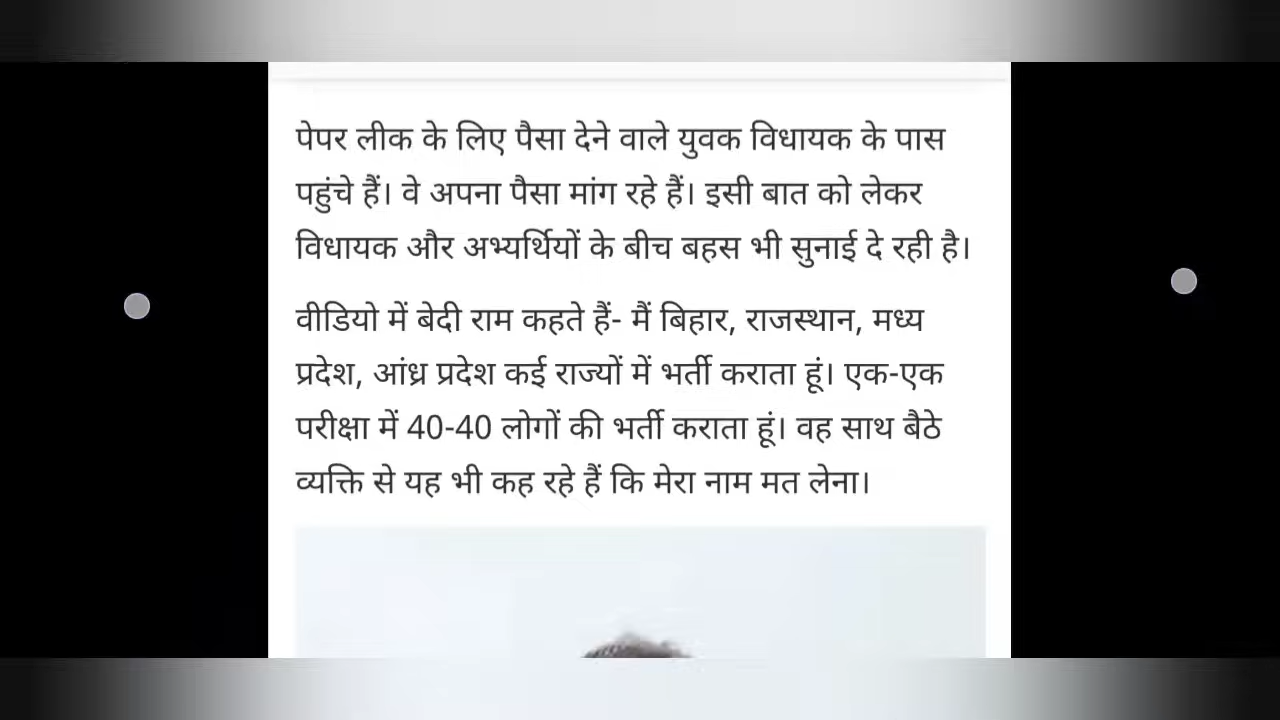 पेपर लीक के लिए पैसा देने वाले युवक विधायक के पास
पहुंचे हैं। वे अपना पैसा मांग रहे हैं। इसी बात को लेकर
विधायक और अभ्यर्थियों के बीच बहस भी सुनाई दे रही है।
वीडियो में बेदी राम कहते हैं- मैं बिहार, राजस्थान, मध्य
प्रदेश, आंध्र प्रदेश कई राज्यों में भर्ती कराता हूं। एक-एक
परीक्षा में 40-40 लोगों की भर्ती कराता हूं। वह साथ बैठे
व्यक्ति से यह भी कह रहे हैं कि मेरा नाम मत लेना।